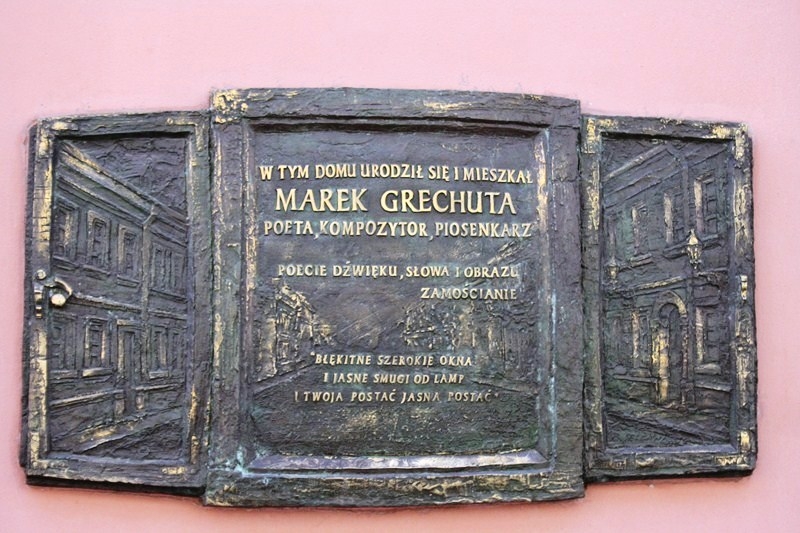 W TYM DOMU URODZIŁ SIĘ I MIESZKAŁ
MAREK GRECHUTA
POETA, KOMPOZYTOR, PIOSENKARZ
POECIE DŹWIĘKU, SŁOWA I OBRAZU
ZAMOŚCIANIE
"BŁĘKITNE SZEROKIE OKNA
I JASNE SMUGI OD LAMP
I TWOJA POSTAĆ JASNA POSTAĆ"